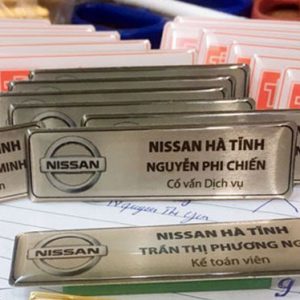 MINH
NISSAN
NISSAN HÀ TĨNH
NGUYỄN PHI CHIẾN
Cố vấn Dịch vụ
NISSAN
NISSAN HÀ TĨNH
TRẦN THỊ PHƯƠNG
Kế toán viên